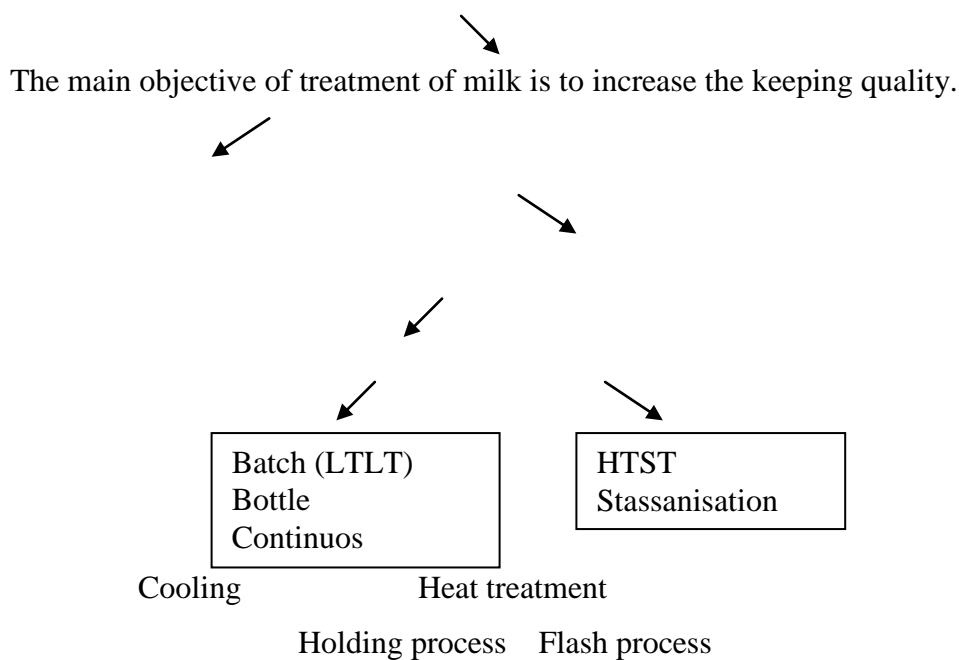 The main objective of treatment of milk is to increase the keeping quality.
Batch (LTLT)
Bottle
Continuos
HTST
Stassanisation
Cooling Heat treatment
Holding process Flash process